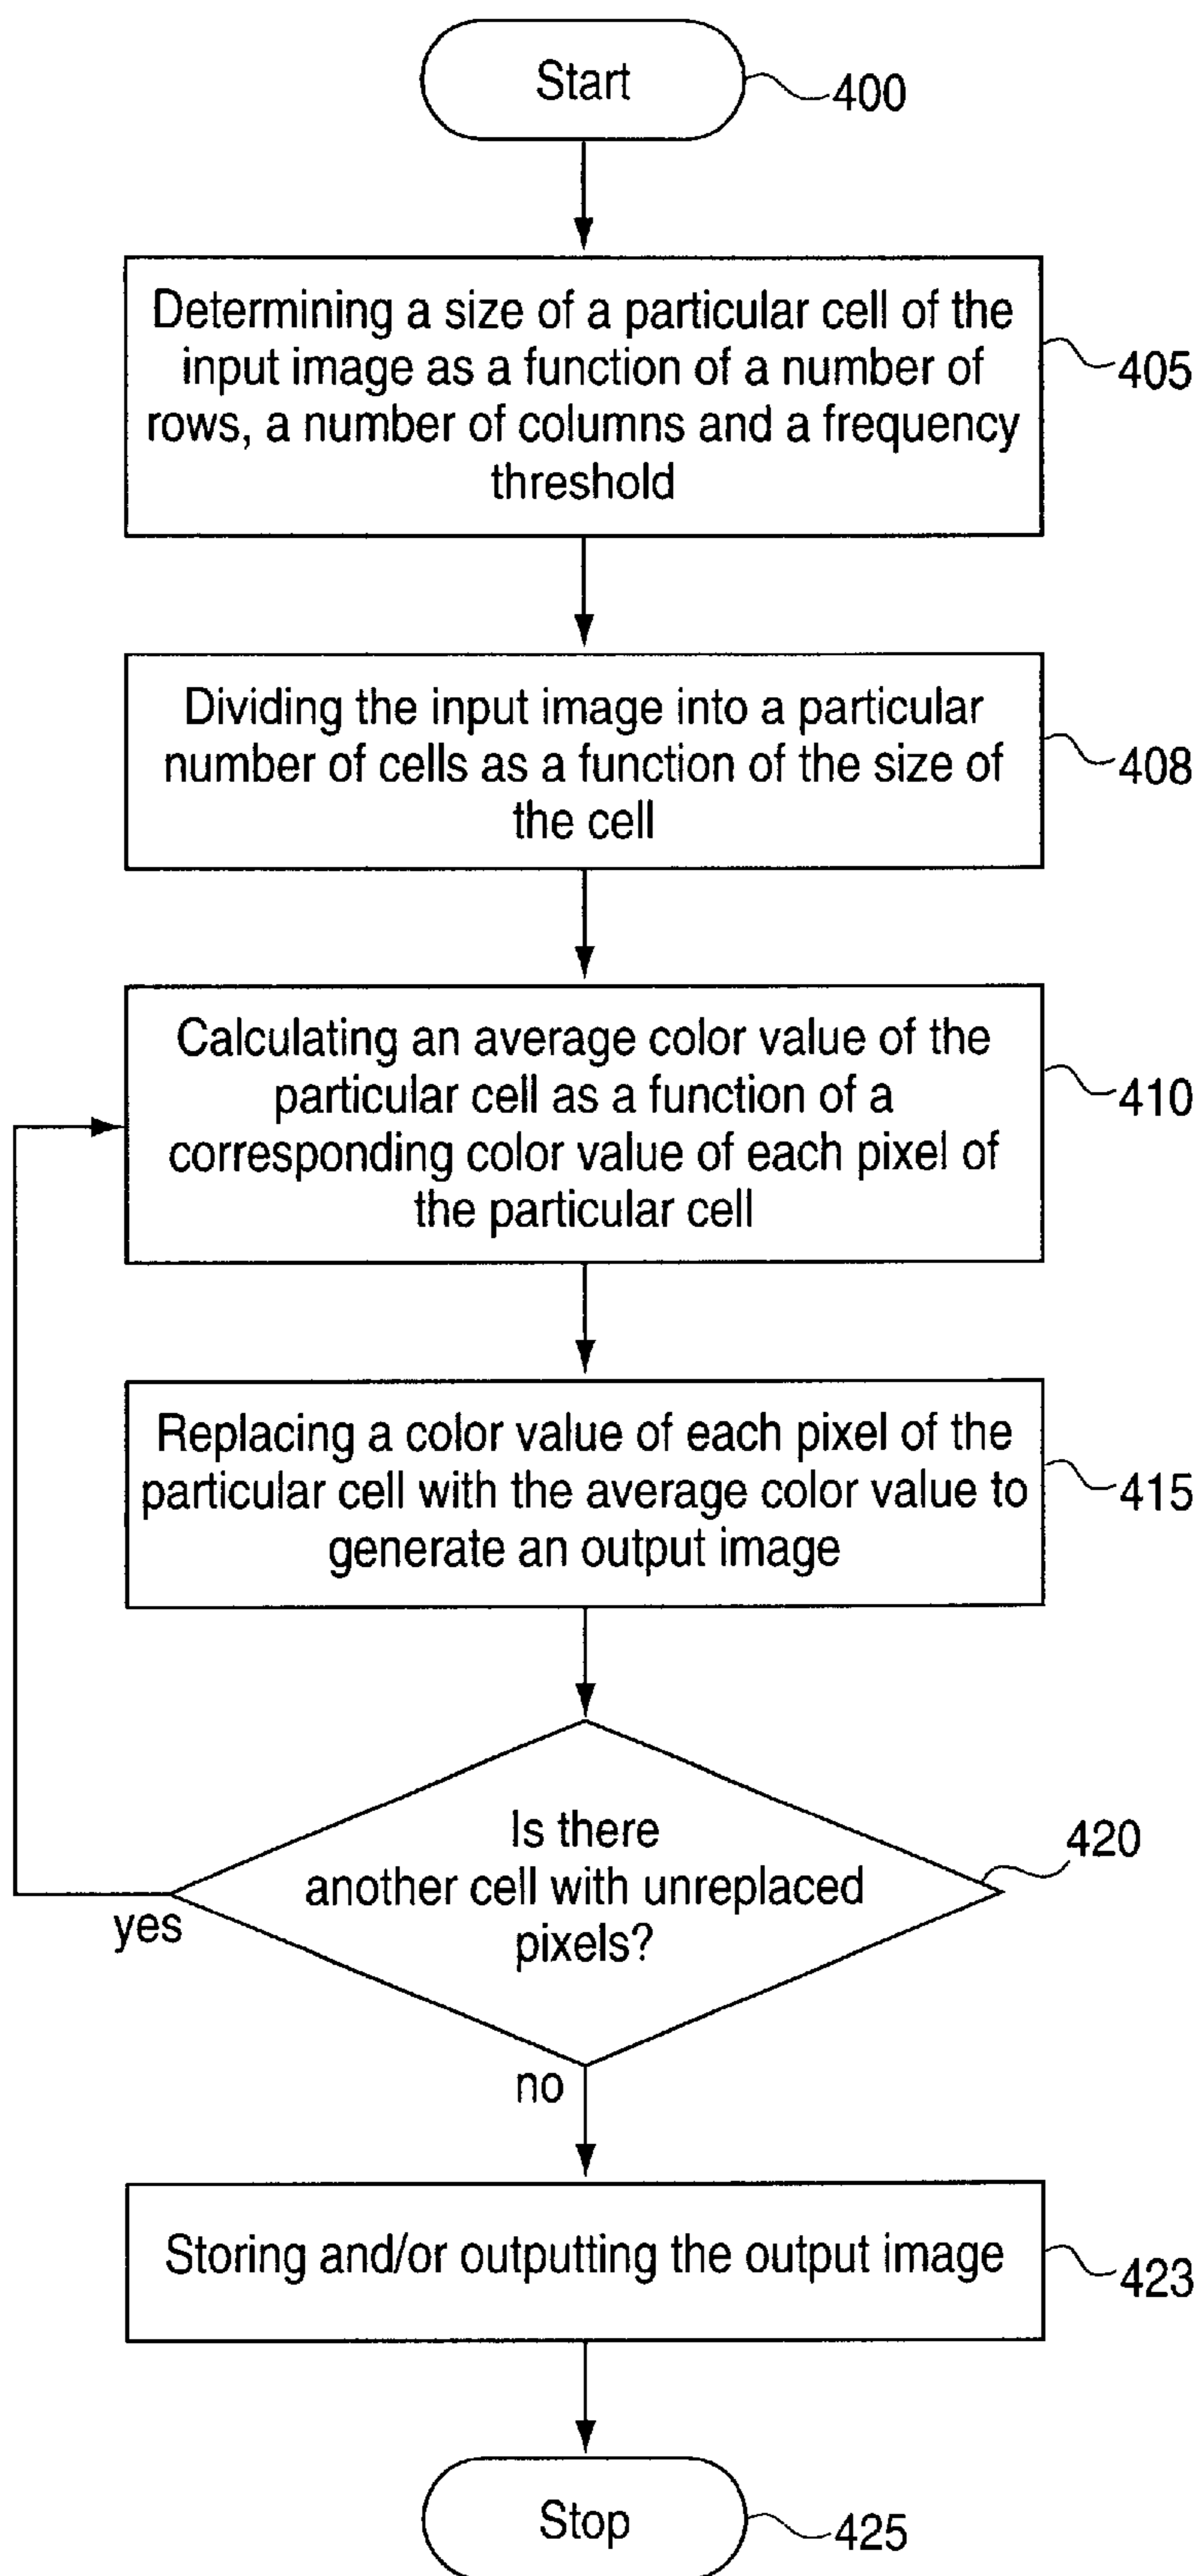 Start
400
Determining a size of a particular cell of the
input image as a function of a number of
rows, a number of columns and a frequency
threshold
405
Dividing the input image into a particular
number of cells as a function of the size of
the cell
408
Calculating an average color value of the
particular cell as a function of a
corresponding color value of each pixel of
the particular cell
410
Replacing a color value of each pixel of the
particular cell with the average color value to
generate an output image
415
Is there
another cell with unreplaced
pixels?
420
yes
no
Storing and/or outputting the output image
423
Stop
425